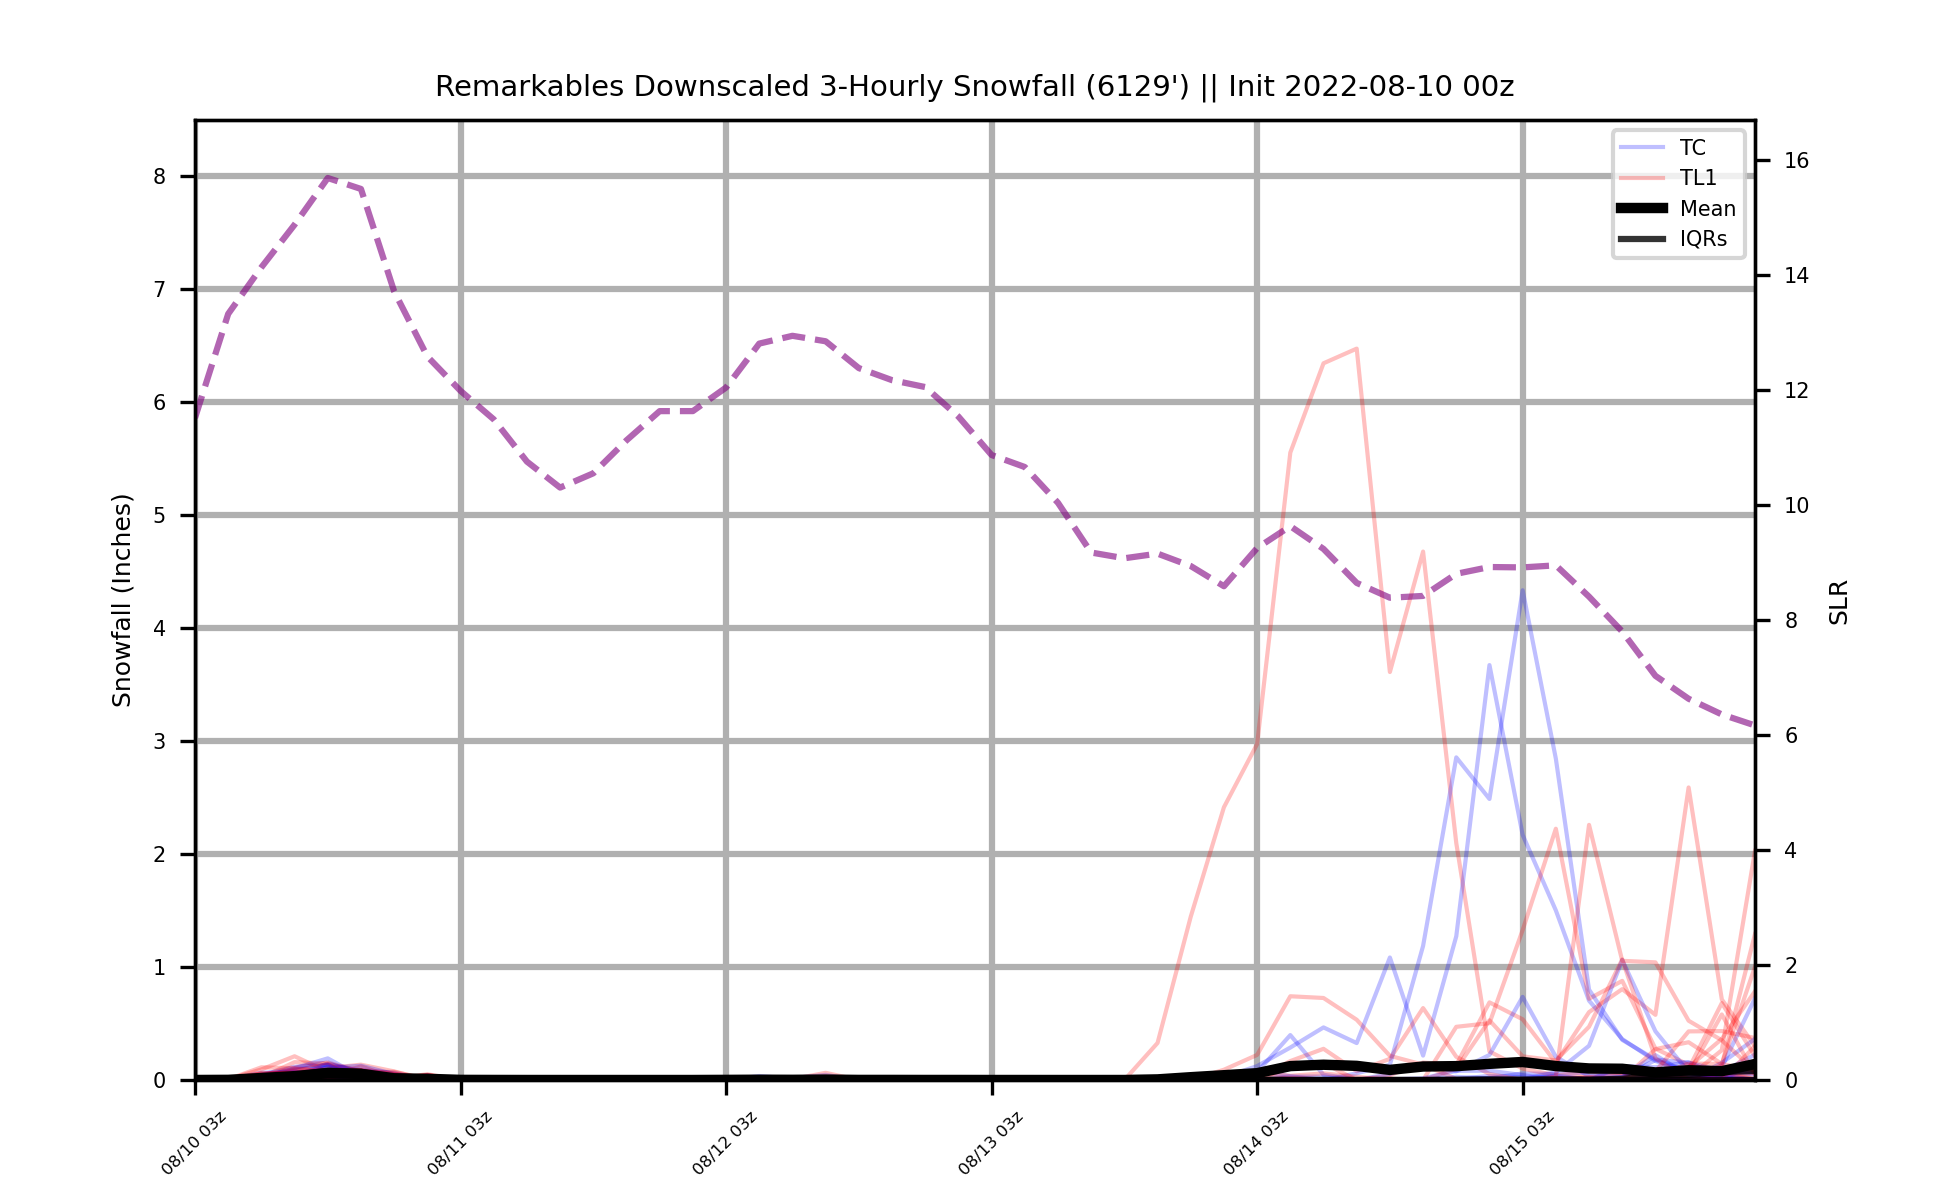 Remarkables Downscaled 3-Hourly Snowfall (6129') || Init 2022-08-10 00z
TC
TL1
Mean
IQRs
8
7
6
5
4
3
2
1
0
Snowfall (Inches)
16
14
12
10
8
6
4
2
0
SLR
08/10 03z
08/11 03z
08/12 03z
08/13 03z
08/14 03z
08/15 03z